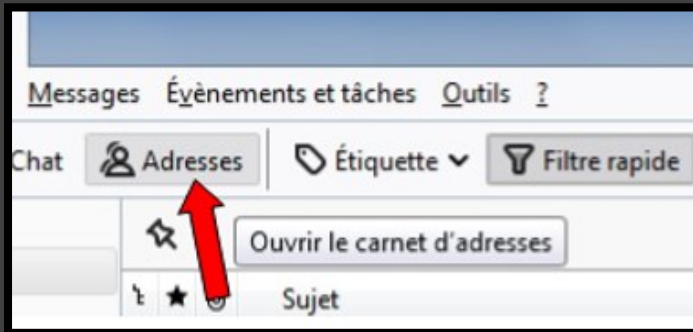 Messages Évènements et tâches Outils ?
Chat Adresses Étiquette Filtre rapide
Ouvrir le carnet d'adresses
Sujet